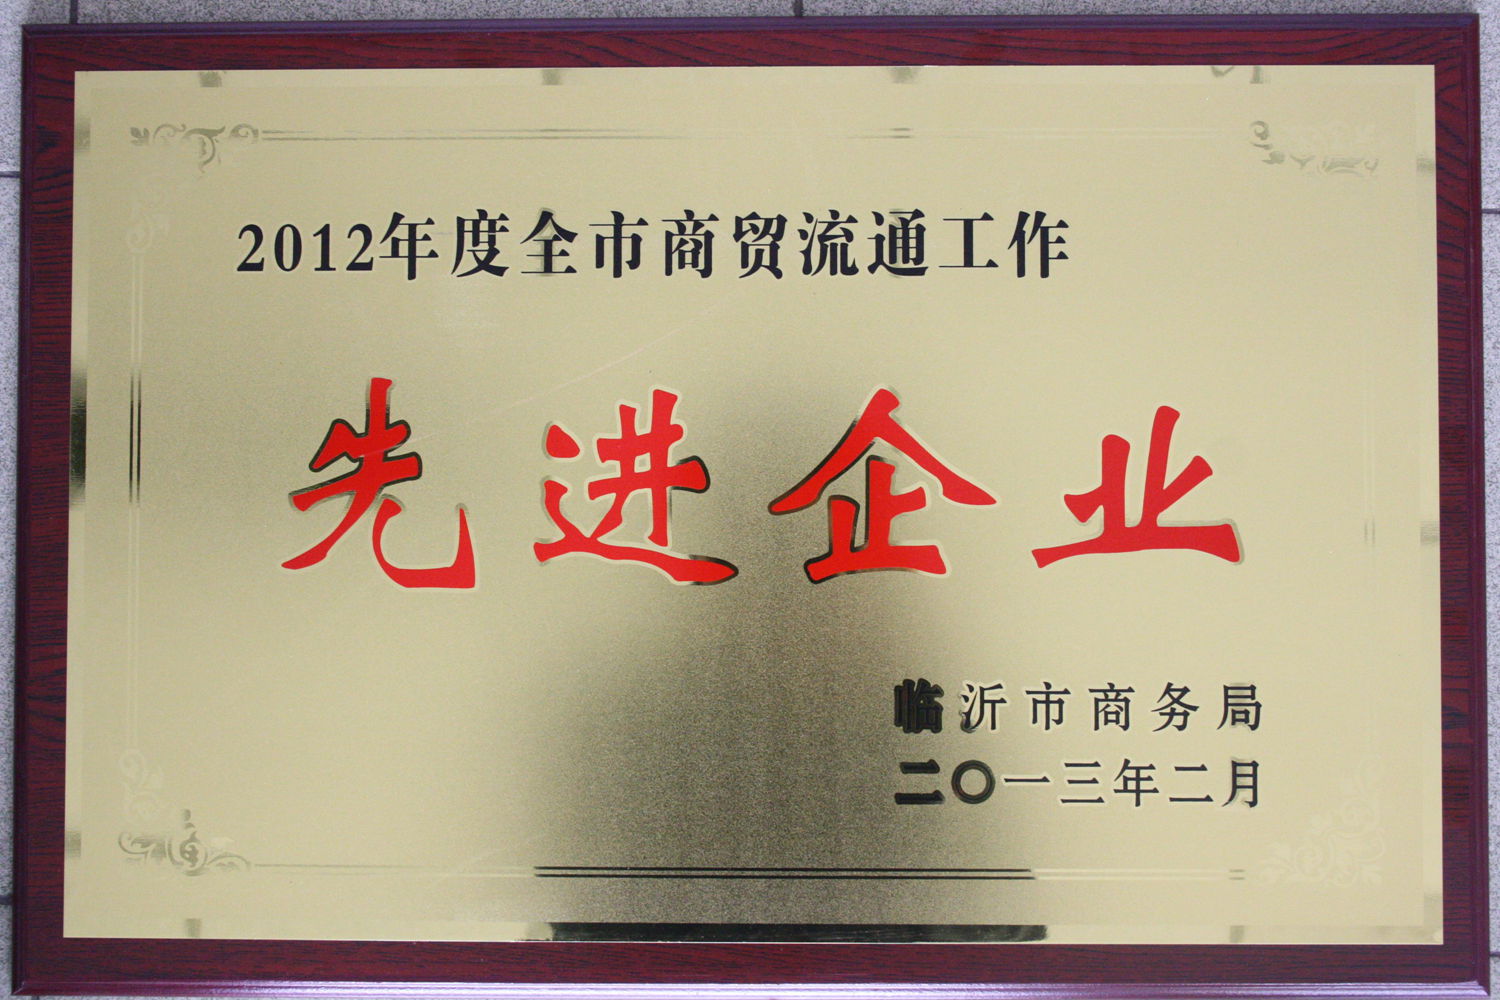 2012年度全市商贸流通工作
先进企业
临沂市商务局
二〇一三年二月